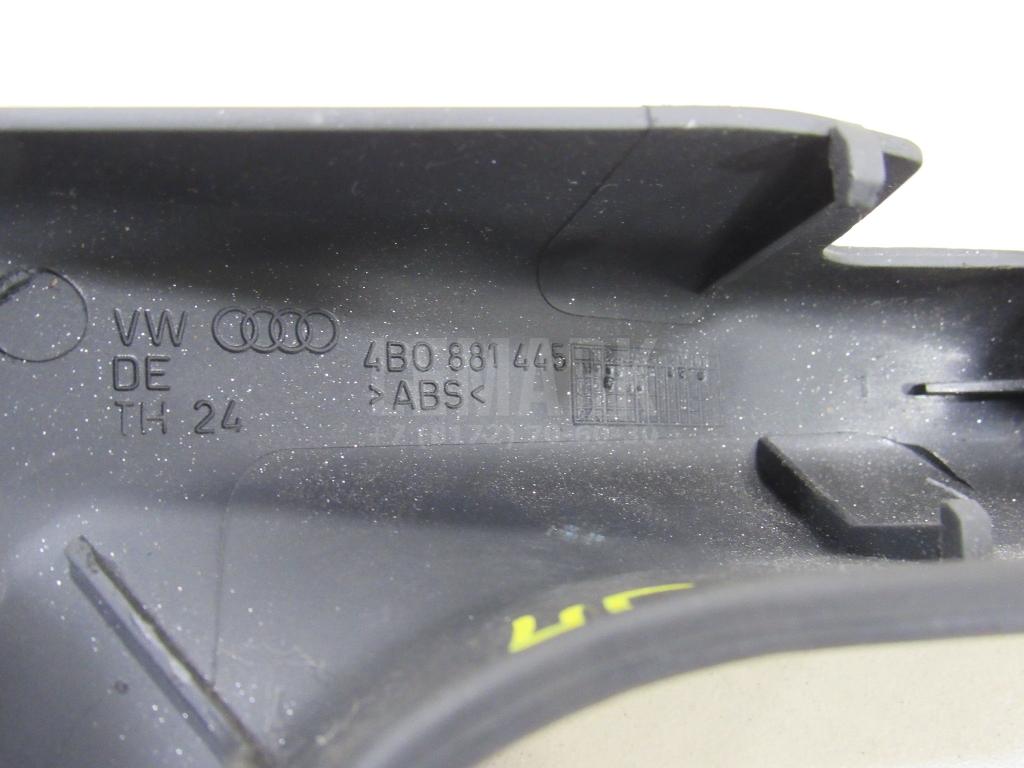 VW
DE
TH 24
4B0 881 445
>ABS<